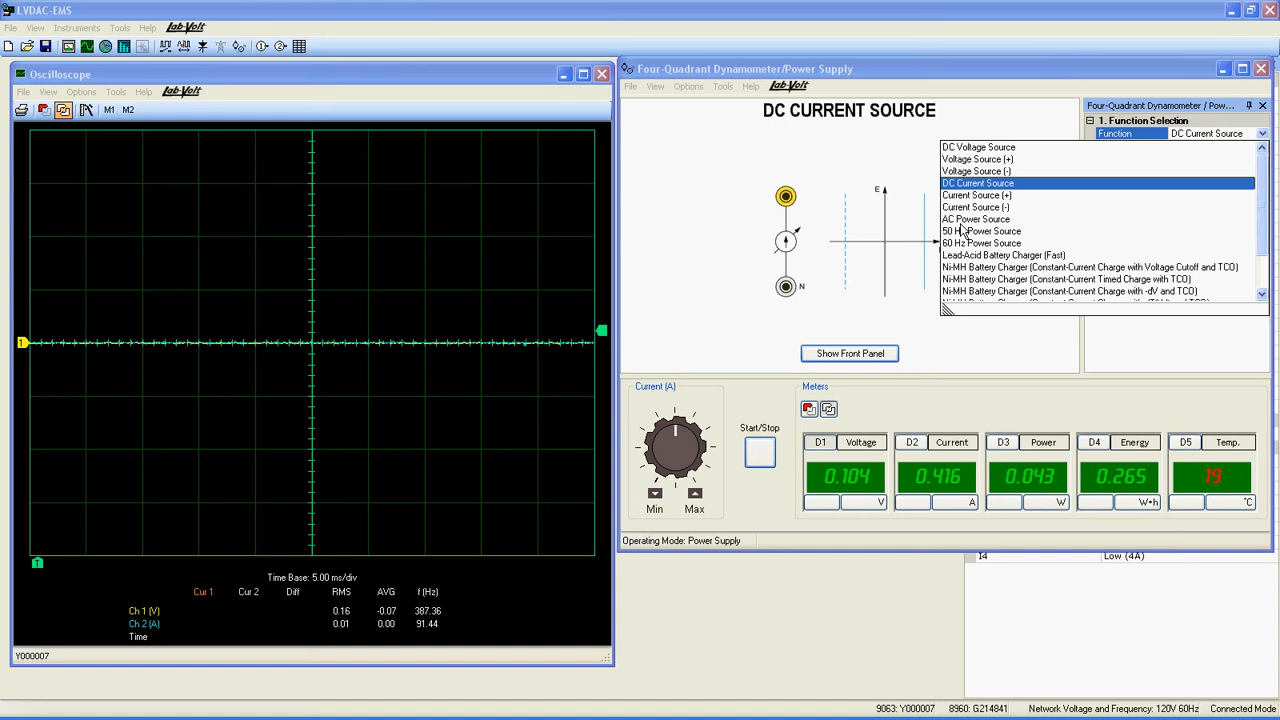 LVDAC-EMS
File View Instruments Tools Help Lab-Volt
Oscilloscope
File View Options Tools Help Lab-Volt
M1 M2
1
T
Time Base: 5.00 ms/div
Cur 1 Cur 2 Diff RMS AVG f (Hz)
Ch 1 (V) 0.16 -0.07 387.36
Ch 2 (A) 0.01 0.00 91.44
Time
Y000007
Four-Quadrant Dynamometer/Power Supply
File View Options Tools Help Lab-Volt
DC CURRENT SOURCE
Four-Quadrant Dynamometer / Pow...
1. Function Selection
Function DC Current Source
DC Voltage Source
Voltage Source (+)
Voltage Source (-)
DC Current Source
Current Source (+)
Current Source (-)
AC Power Source
50 Hz Power Source
60 Hz Power Source
Lead-Acid Battery Charger (Fast)
Ni-MH Battery Charger (Constant-Current Charge with Voltage Cutoff and TCO)
Ni-MH Battery Charger (Constant-Current Timed Charge with TCO)
Ni-MH Battery Charger (Constant-Current Charge with -dV and TCO)
E
N
Show Front Panel
Current (A)
Min Max
Start/Stop
Meters
D1 Voltage D2 Current D3 Power D4 Energy D5 Temp.
0.104 0.416 0.043 0.265 19
V A W W•h °C
Operating Mode: Power Supply
I4 Low (4A)
9063: Y000007 8960: G214841 Network Voltage and Frequency: 120V 60Hz Connected Mode